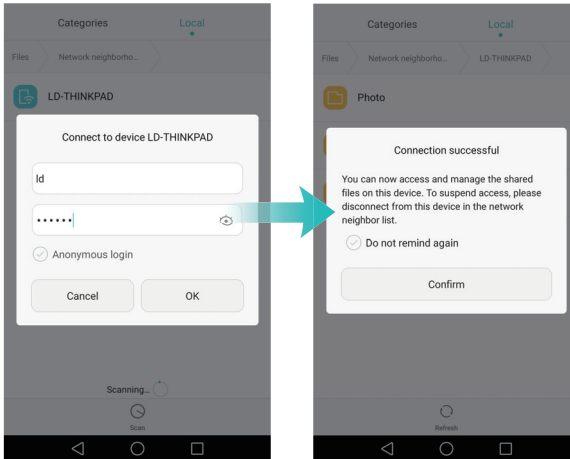 Categories Local
Files Network neighborho...
LD-THINKPAD
Connect to device LD-THINKPAD
ld
••••••
Anonymous login
Cancel OK
Scanning...
Scan
Categories Local
Files Network neighborho... LD-THINKPAD
Photo
Connection successful
You can now access and manage the shared
files on this device. To suspend access, please
disconnect from this device in the network
neighbor list.
Do not remind again
Confirm
Refresh